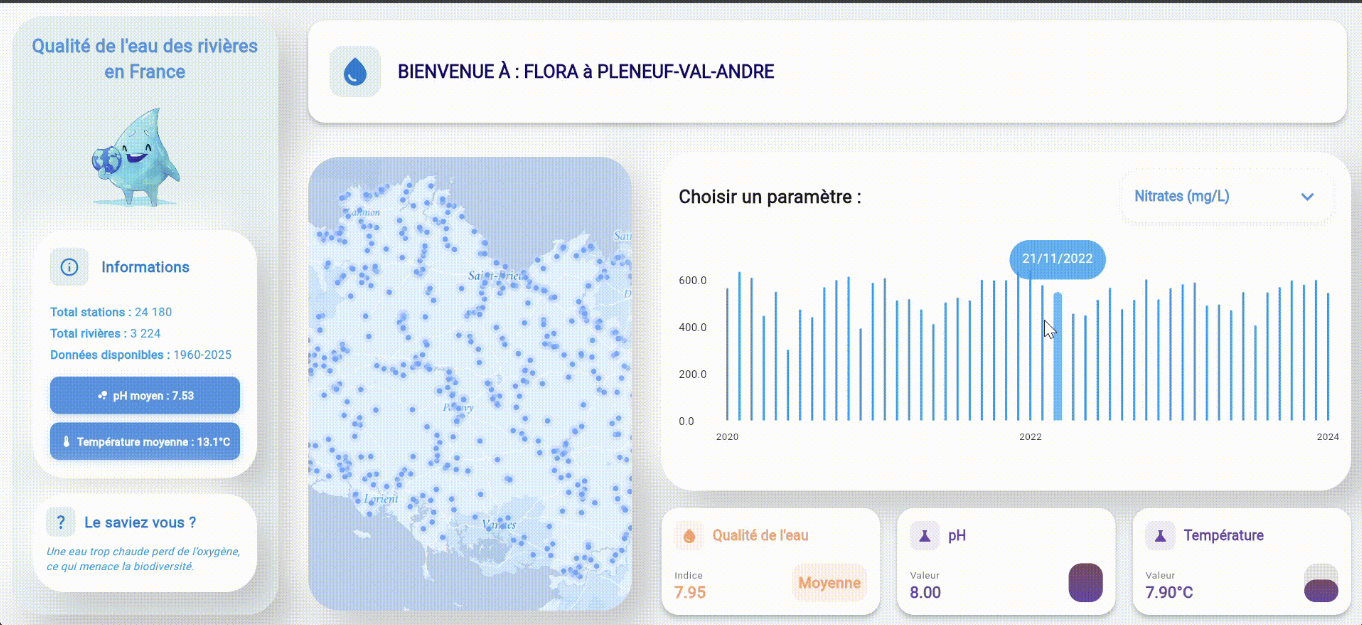 Qualité de l'eau des rivières
en France
Informations
Total stations : 24 180
Total rivières : 3 224
Données disponibles : 1960-2025
pH moyen : 7.53
Température moyenne : 13.1°C
?
Le saviez vous ?
Une eau trop chaude perd de l'oxygène,
ce qui menace la biodiversité.
BIENVENUE À : FLORA à PLENEUF-VAL-ANDRE
Lannion
Saint-Brieuc
Pontivy
Lorient
Vannes
Choisir un paramètre :
Nitrates (mg/L)
21/11/2022
600.0
400.0
200.0
0.0
2020
2022
2024
Qualité de l'eau
Indice
7.95
Moyenne
pH
Valeur
8.00
Température
Valeur
7.90°C